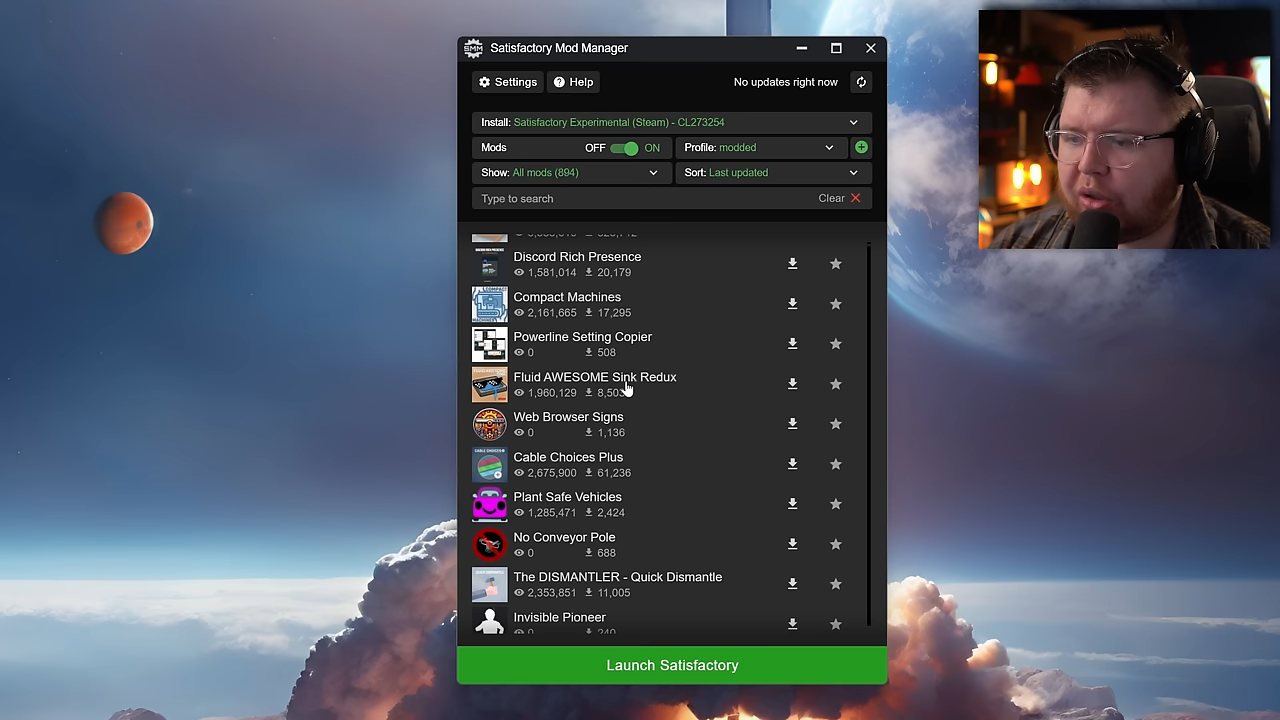 SMM
Satisfactory Mod Manager
Settings
Help
No updates right now
Install: Satisfactory Experimental (Steam) - CL273254
Mods
OFF
ON
Profile: modded
Show: All mods (894)
Sort: Last updated
Type to search
Clear
Discord Rich Presence
1,581,014
20,179
Compact Machines
2,161,665
17,295
Powerline Setting Copier
0
508
Fluid AWESOME Sink Redux
1,960,129
Web Browser Signs
0
1,136
Cable Choices Plus
2,675,900
61,236
Plant Safe Vehicles
1,285,471
2,424
No Conveyor Pole
0
688
The DISMANTLER - Quick Dismantle
2,353,851
11,005
Invisible Pioneer
Launch Satisfactory